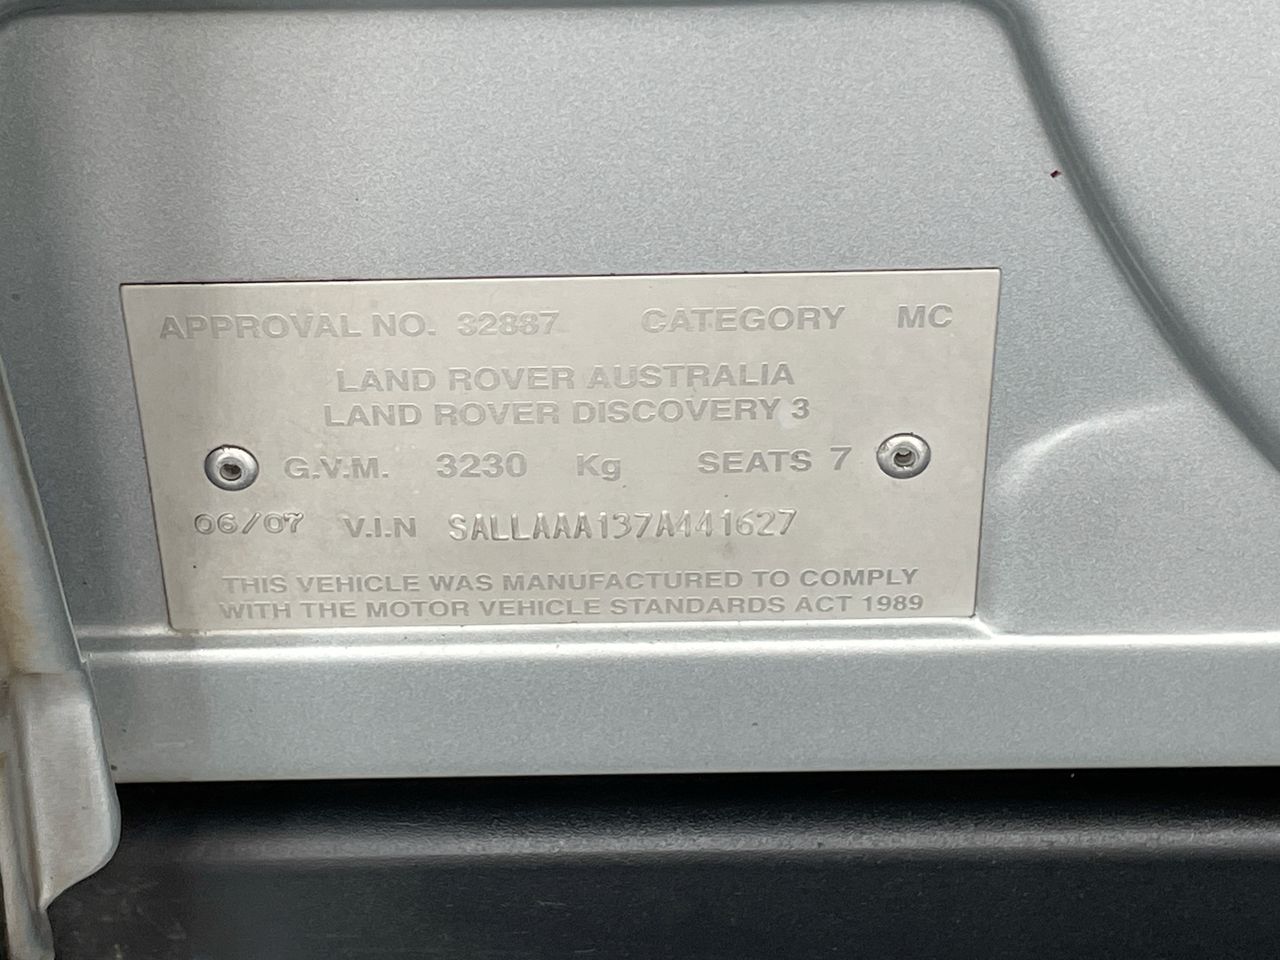 APPROVAL NO. 32887 CATEGORY MC
LAND ROVER AUSTRALIA
LAND ROVER DISCOVERY 3
G.V.M. 3230 Kg SEATS 7
06/07 V.I.N SALLAAA137A441627
THIS VEHICLE WAS MANUFACTURED TO COMPLY
WITH THE MOTOR VEHICLE STANDARDS ACT 1989